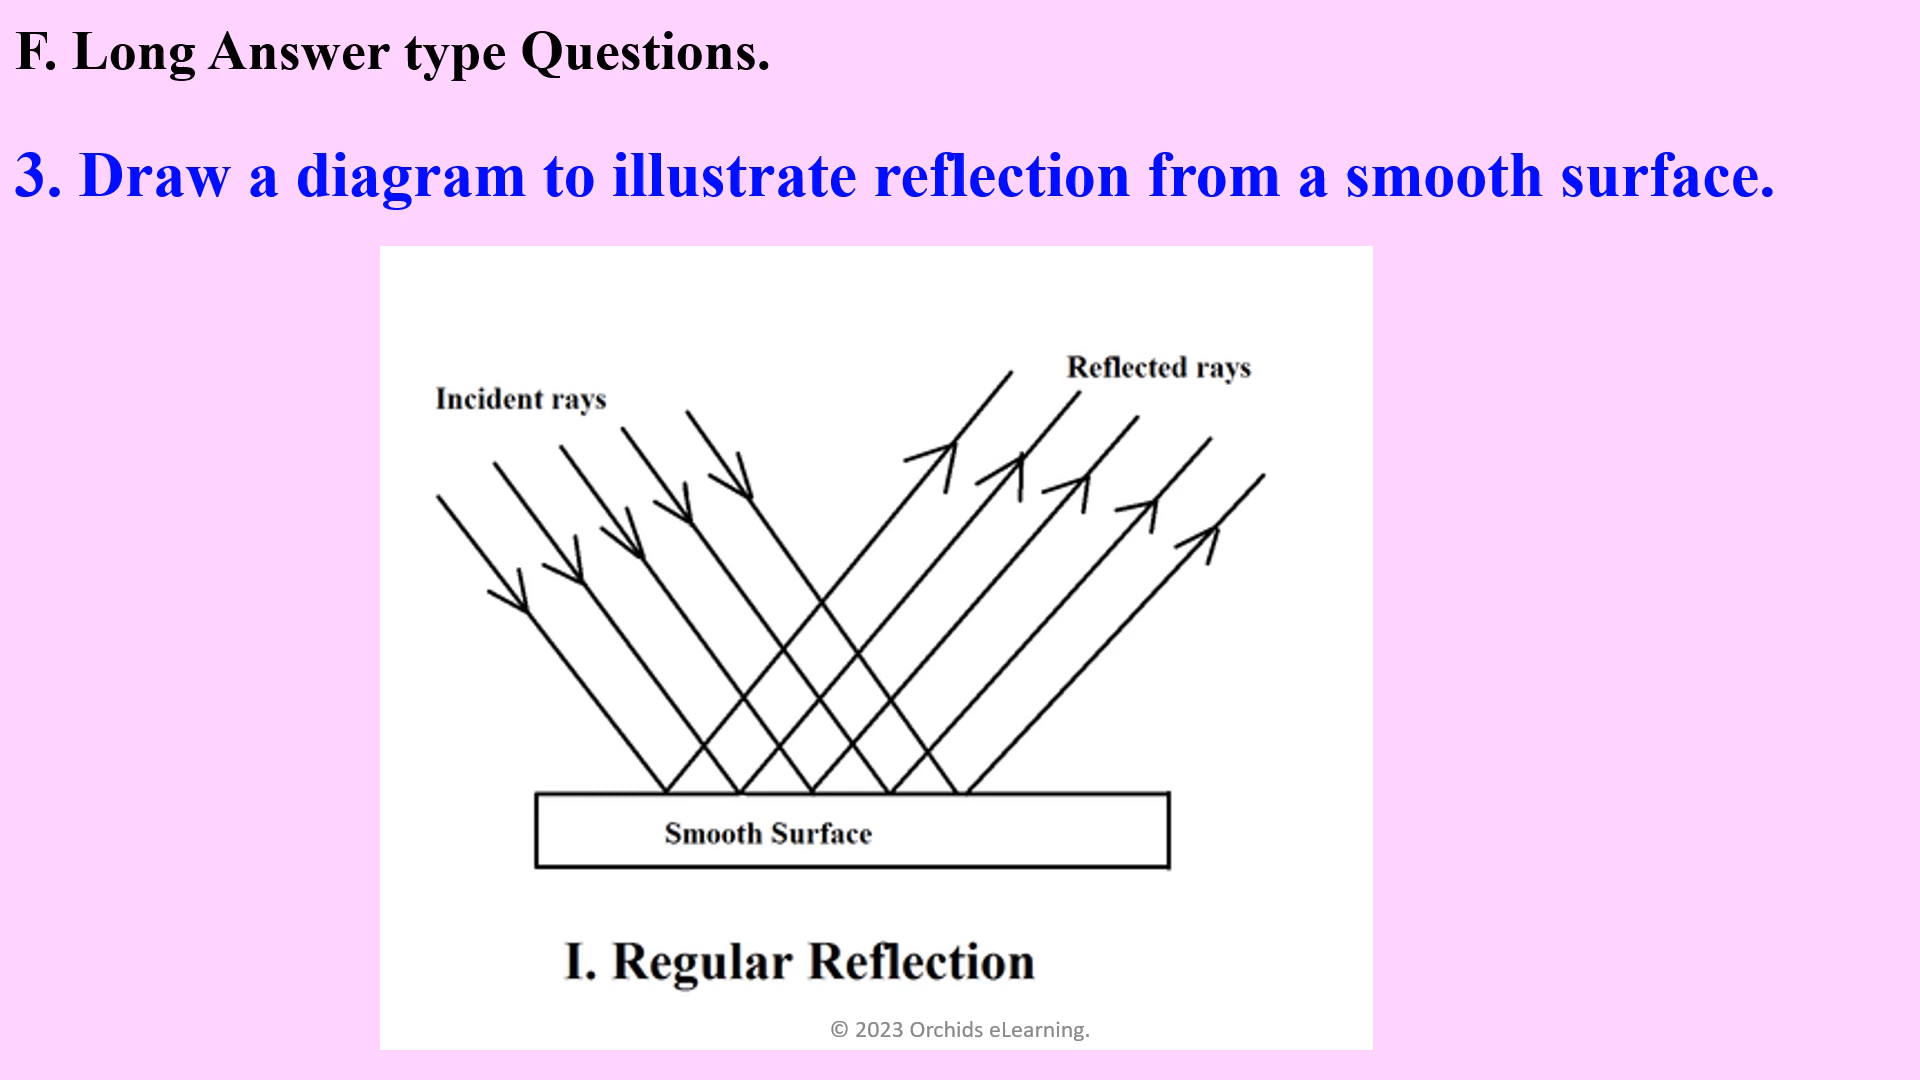 F. Long Answer type Questions.
3. Draw a diagram to illustrate reflection from a smooth surface.
Reflected rays
Incident rays
Smooth Surface
I. Regular Reflection
© 2023 Orchids eLearning.